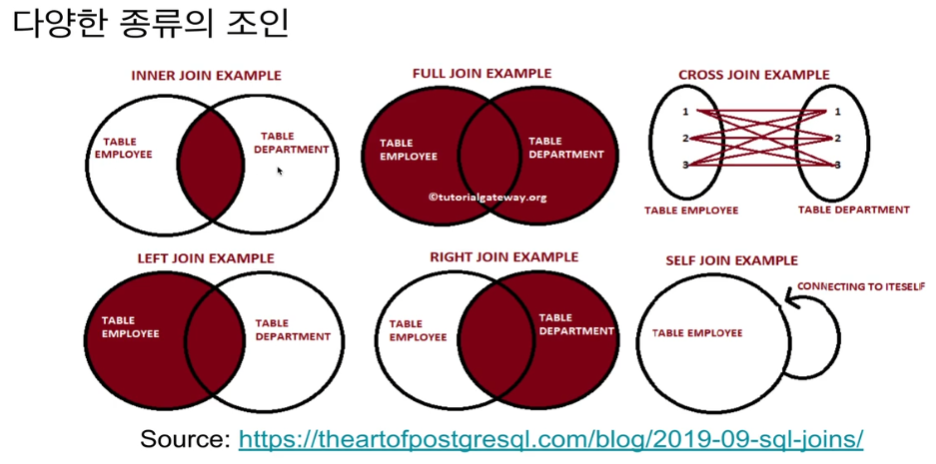 다양한 종류의 조인
INNER JOIN EXAMPLE
TABLE
EMPLOYEE
TABLE
DEPARTMENT
FULL JOIN EXAMPLE
TABLE
EMPLOYEE
TABLE
DEPARTMENT
©tutorialgateway.org
CROSS JOIN EXAMPLE
1
1
2
2
3
3
TABLE EMPLOYEE
TABLE DEPARTMENT
LEFT JOIN EXAMPLE
TABLE
EMPLOYEE
TABLE
DEPARTMENT
RIGHT JOIN EXAMPLE
TABLE
EMPLOYEE
TABLE
DEPARTMENT
SELF JOIN EXAMPLE
CONNECTING TO ITESELF
TABLE EMPLOYEE
Source: https://theartofpostgresql.com/blog/2019-09-sql-joins/